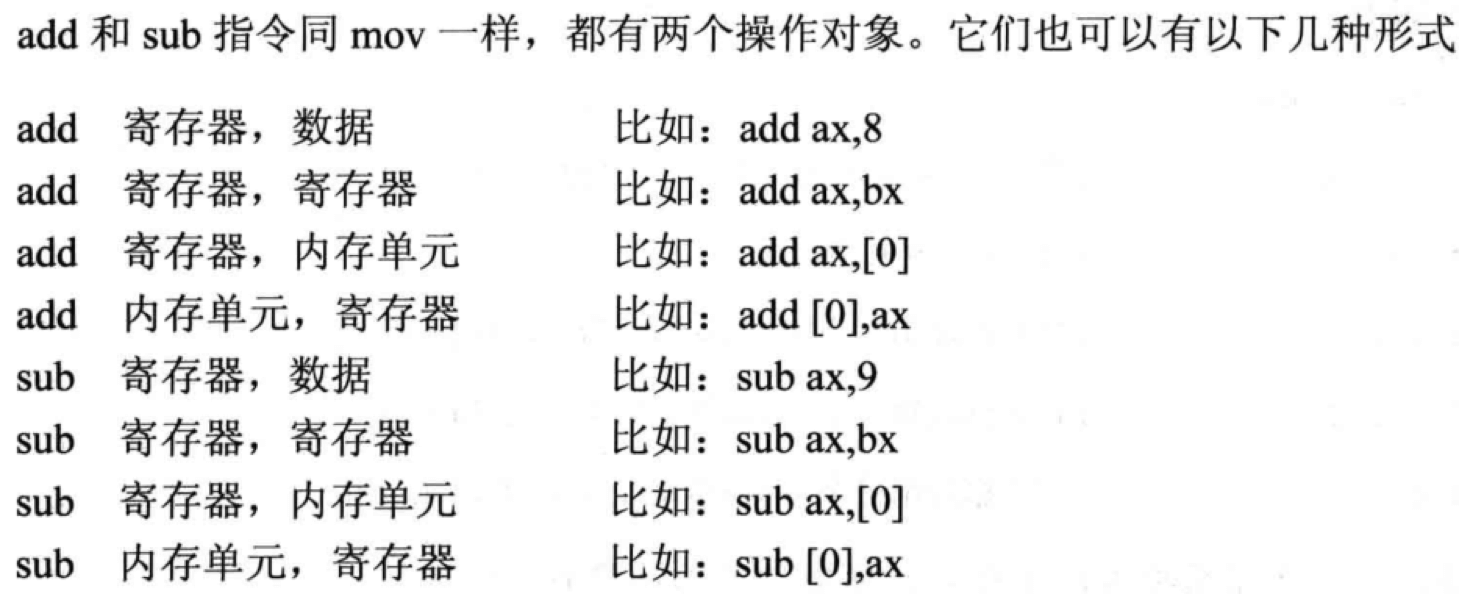 add 和 sub 指令同 mov 一样，都有两个操作对象。它们也可以有以下几种形式
add 寄存器，数据 比如：add ax,8
add 寄存器，寄存器 比如：add ax,bx
add 寄存器，内存单元 比如：add ax,[0]
add 内存单元，寄存器 比如：add [0],ax
sub 寄存器，数据 比如：sub ax,9
sub 寄存器，寄存器 比如：sub ax,bx
sub 寄存器，内存单元 比如：sub ax,[0]
sub 内存单元，寄存器 比如：sub [0],ax